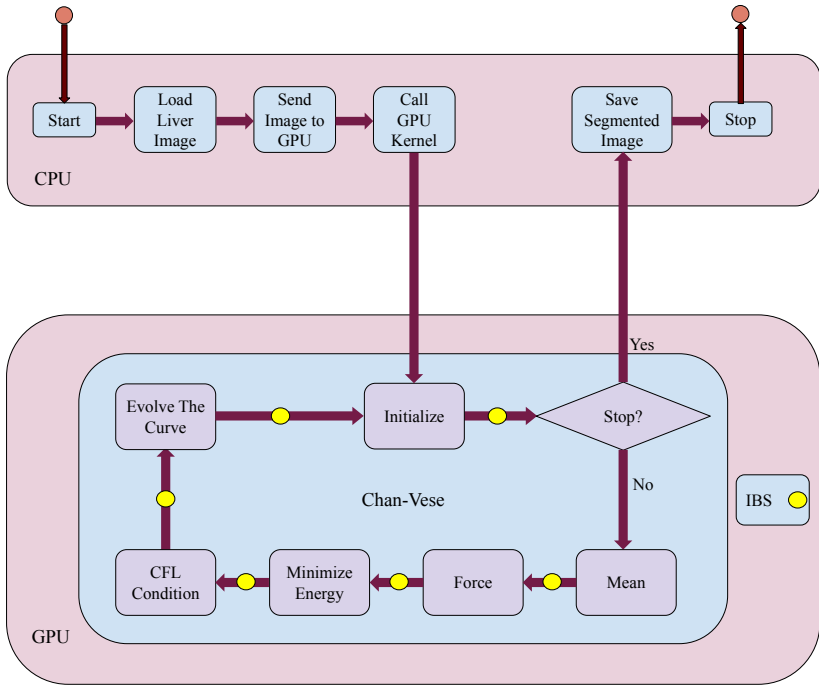 Start
Load
Liver
Image
Send
Image to
GPU
Call
GPU
Kernel
Save
Segmented
Image
Stop
CPU
Yes
Evolve The
Curve
Initialize
Stop?
No
Chan-Vese
IBS
CFL
Condition
Minimize
Energy
Force
Mean
GPU